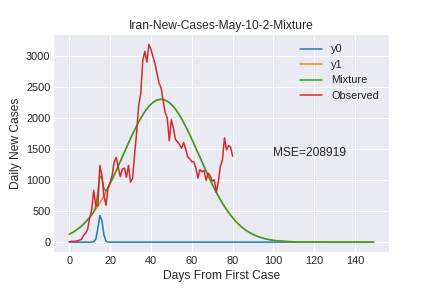 Iran-New-Cases-May-10-2-Mixture
y0
y1
Mixture
Observed
MSE=208919
Daily New Cases
3000
2500
2000
1500
1000
500
0
0 20 40 60 80 100 120 140
Days From First Case